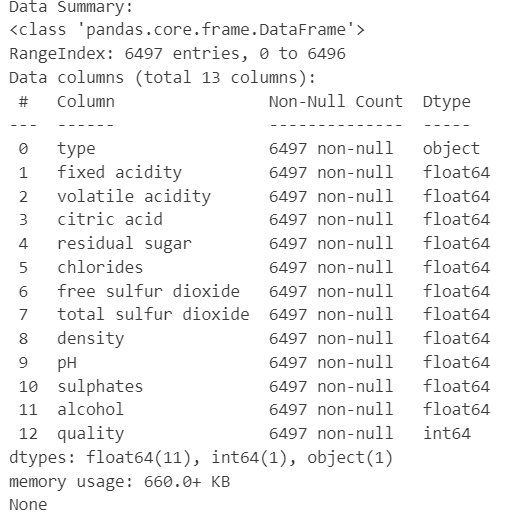 Data Summary:
<class 'pandas.core.frame.DataFrame'>
RangeIndex: 6497 entries, 0 to 6496
Data columns (total 13 columns):
 #   Column                Non-Null Count  Dtype
---  ------                --------------  -----
 0   type                  6497 non-null   object
 1   fixed acidity         6497 non-null   float64
 2   volatile acidity      6497 non-null   float64
 3   citric acid           6497 non-null   float64
 4   residual sugar        6497 non-null   float64
 5   chlorides             6497 non-null   float64
 6   free sulfur dioxide   6497 non-null   float64
 7   total sulfur dioxide  6497 non-null   float64
 8   density               6497 non-null   float64
 9   pH                    6497 non-null   float64
 10  sulphates             6497 non-null   float64
 11  alcohol               6497 non-null   float64
 12  quality               6497 non-null   int64
dtypes: float64(11), int64(1), object(1)
memory usage: 660.0+ KB
None